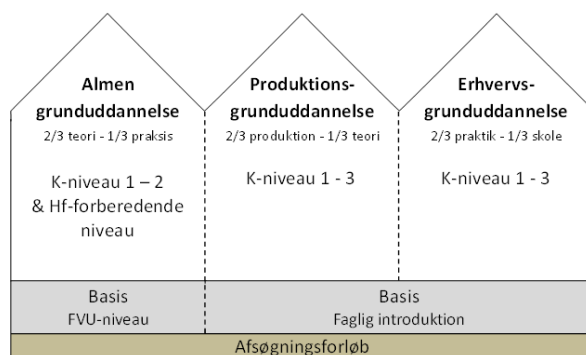 Almen
grunduddannelse
2/3 teori - 1/3 praksis
K-niveau 1 – 2
& Hf-forberedende
niveau
Produktions-
grunduddannelse
2/3 produktion - 1/3 teori
K-niveau 1 - 3
Erhvervs-
grunduddannelse
2/3 praktik - 1/3 skole
K-niveau 1 - 3
Basis
FVU-niveau
Basis
Faglig introduktion
Afsøgningsforløb